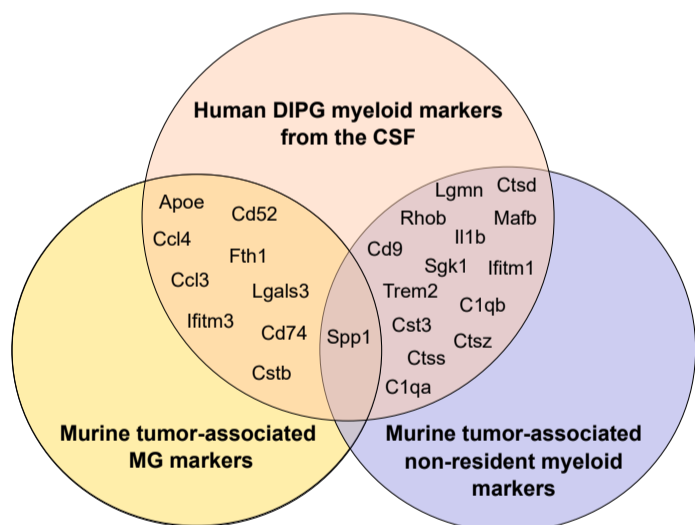 Human DIPG myeloid markers
from the CSF
Apoe
Cd52
Ccl4
Fth1
Ccl3
Lgals3
Ifitm3
Cd74
Cstb
Spp1
Lgmn
Ctsd
Rhob
Mafb
Il1b
Cd9
Sgk1
Ifitm1
Trem2
C1qb
Cst3
Ctsz
Ctss
C1qa
Murine tumor-associated
MG markers
Murine tumor-associated
non-resident myeloid
markers